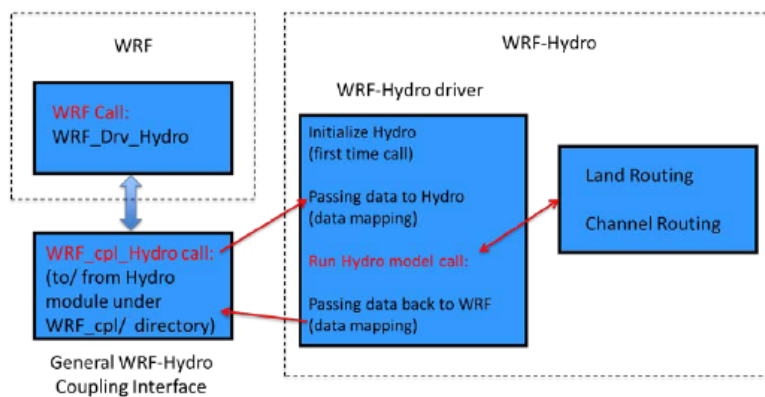 WRF
WRF Call:
WRF_Drv_Hydro
WRF_cpl_Hydro call:
(to/ from Hydro
module under
WRF_cpl/ directory)
General WRF-Hydro
Coupling Interface
WRF-Hydro
WRF-Hydro driver
Initialize Hydro
(first time call)
Passing data to Hydro
(data mapping)
Run Hydro model call:
Passing data back to WRF
(data mapping)
Land Routing
Channel Routing